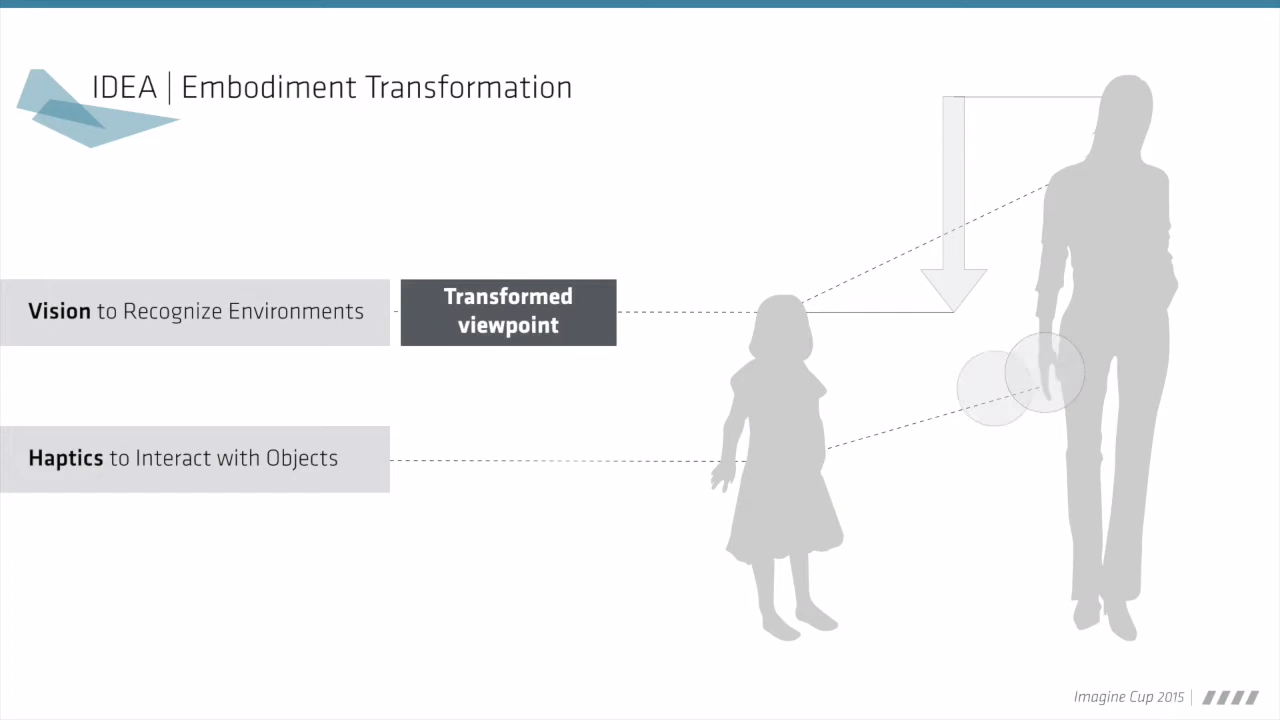 IDEA | Embodiment Transformation
Vision to Recognize Environments
Transformed
viewpoint
Haptics to Interact with Objects
Imagine Cup 2015 |